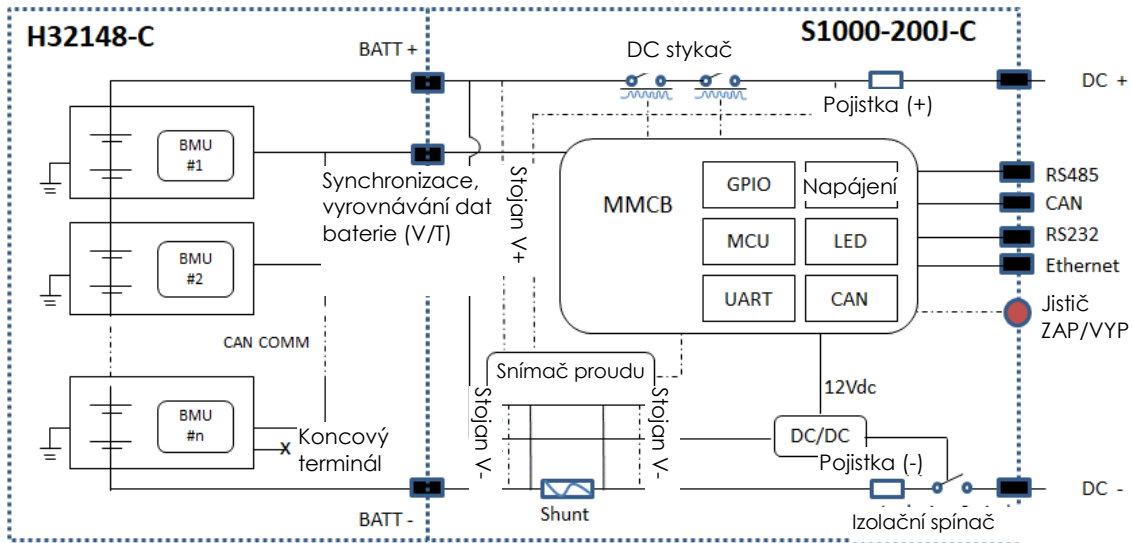 H32148-C
S1000-200J-C
BATT +
DC stykač
DC +
Pojistka (+)
BMU
#1
Synchronizace,
vyrovnávání dat
baterie (V/T)
Stojan V+
MMCB
GPIO
Napájení
MCU
LED
UART
CAN
RS485
CAN
RS232
Ethernet
Jistič
ZAP/VYP
BMU
#2
CAN COMM
Snímač proudu
12Vdc
BMU
#n
X
Koncový
terminál
Stojan V-
Stojan V-
DC/DC
Pojistka (-)
BATT -
Shunt
Izolační spínač
DC -